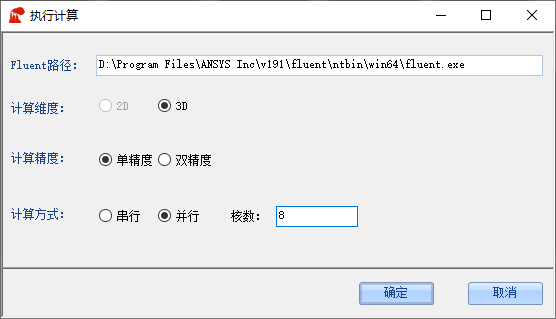 执行计算
Fluent路径: D:\Program Files\ANSYS Inc\v191\fluent\ntbin\win64\fluent.exe
计算维度: 2D 3D
计算精度: 单精度 双精度
计算方式: 串行 并行 核数: 8
确定 取消